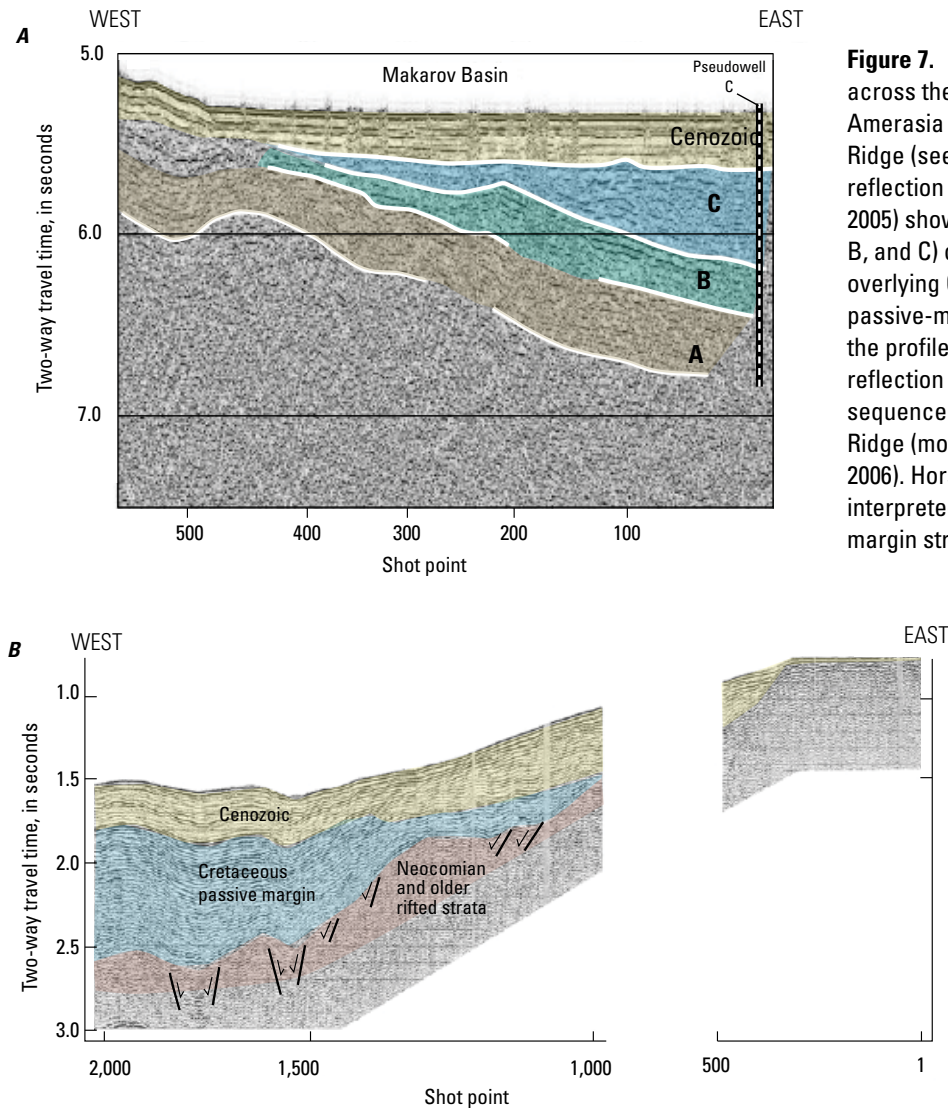 A
WEST
EAST
5.0
6.0
7.0
Two-way travel time, in seconds
Makarov Basin
Pseudowell
C
Cenozoic
C
B
A
500
400
300
200
100
Shot point
Figure 7.
across the
Amerasia
Ridge (see
reflection
2005) show
B, and C) o
overlying
passive-m
the profile
reflection
sequence
Ridge (mo
2006). Hor
interprete
margin str
B
WEST
EAST
1.0
1.5
2.0
2.5
3.0
Two-way travel time, in seconds
Cenozoic
Cretaceous
passive margin
Neocomian
and older
rifted strata
2,000
1,500
1,000
500
1
Shot point